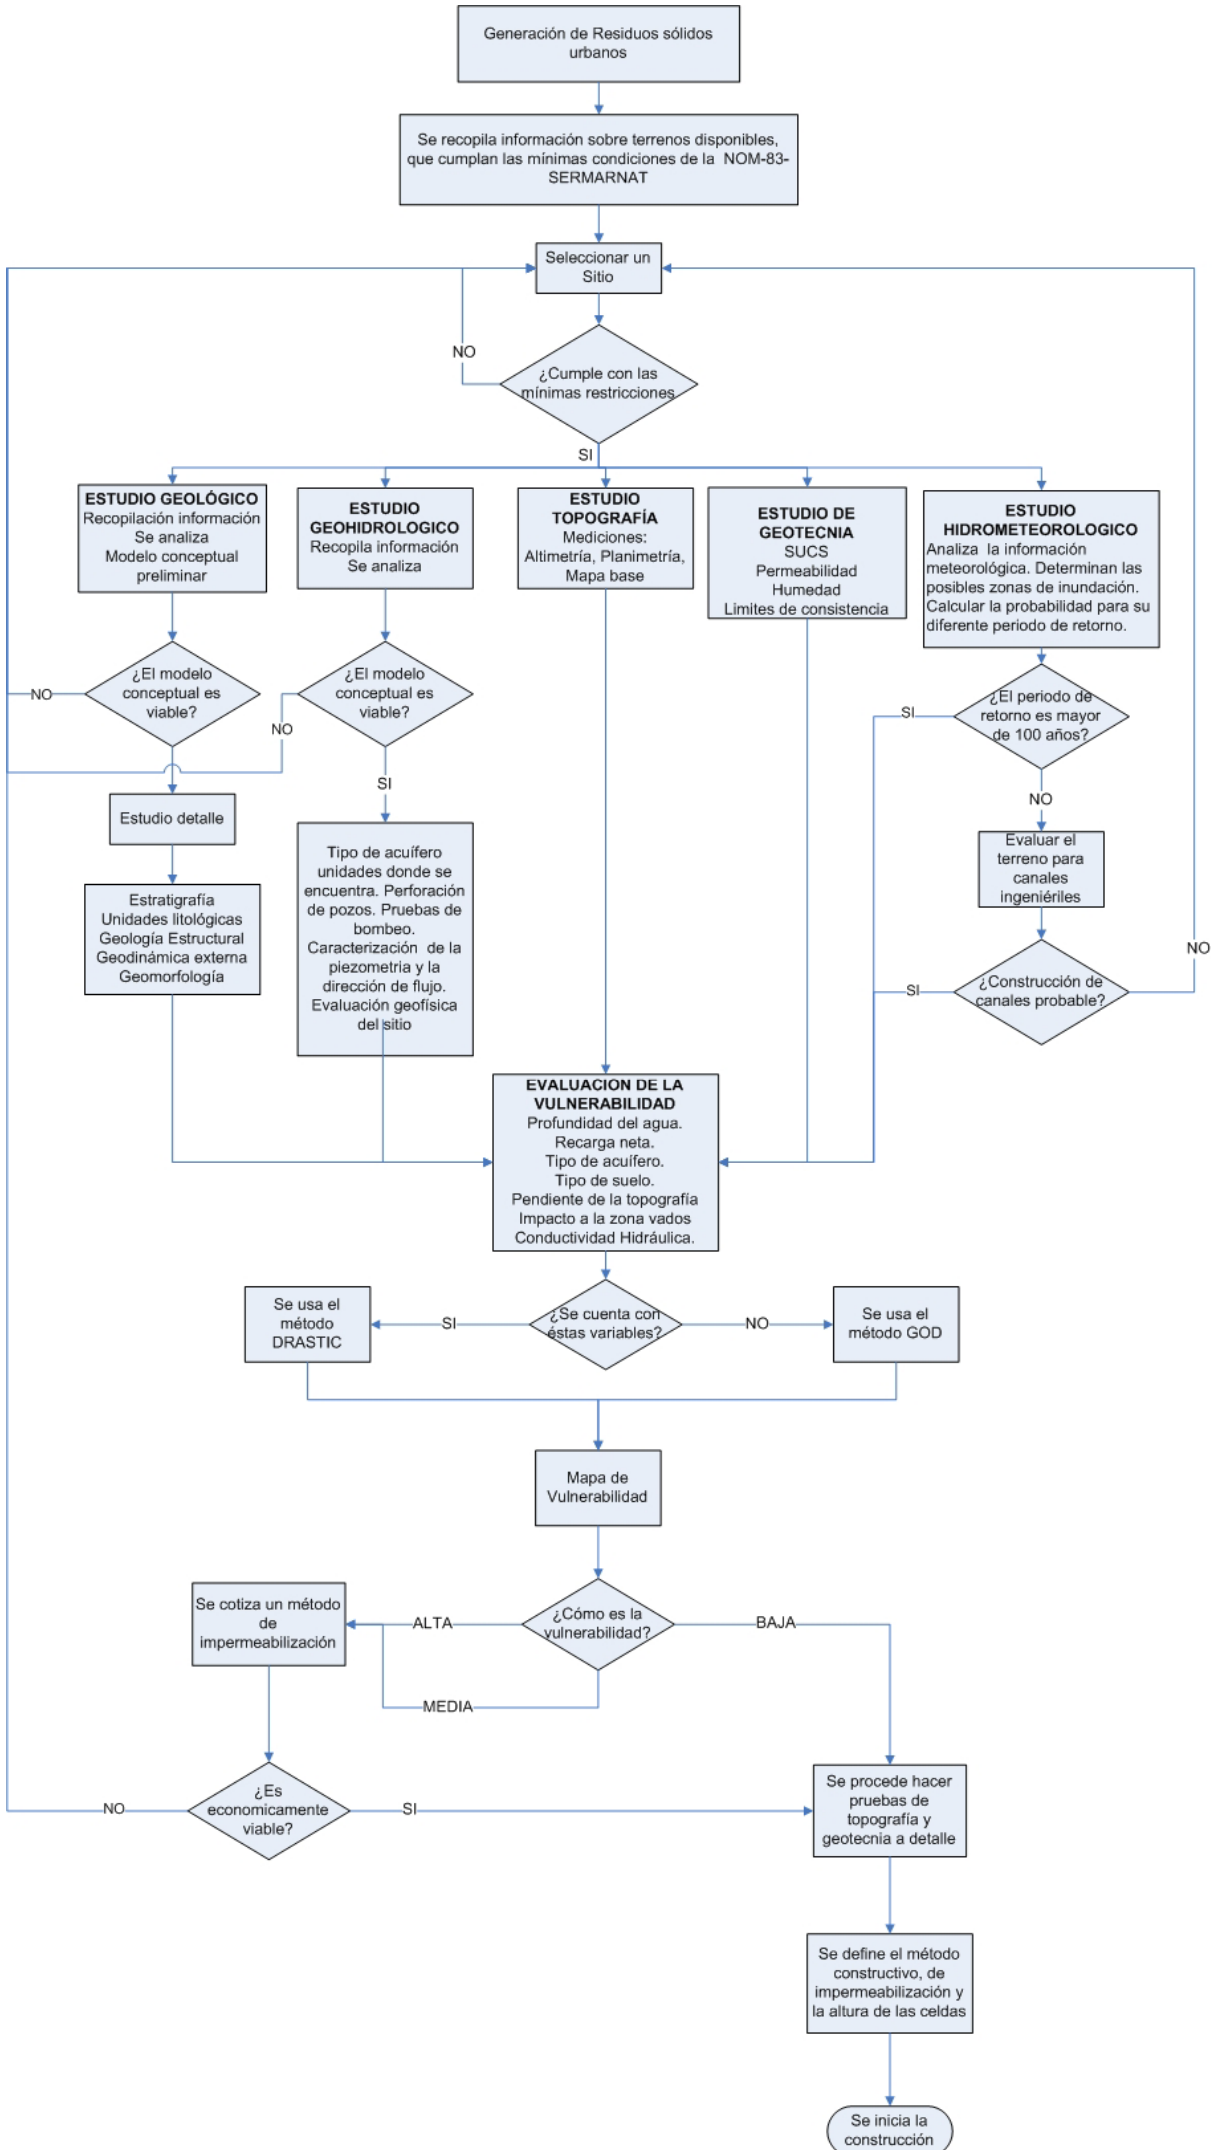 Generación de Residuos sólidos
urbanos
Se recopila información sobre terrenos disponibles,
que cumplan las mínimas condiciones de la NOM-83-
SERMARNAT
Seleccionar un
Sitio
NO
¿Cumple con las
mínimas restricciones
SI
ESTUDIO GEOLÓGICO
Recopilación información
Se analiza
Modelo conceptual
preliminar
ESTUDIO
GEOHIDROLOGICO
Recopila información
Se analiza
ESTUDIO
TOPOGRAFÍA
Mediciones:
Altimetría, Planimetría,
Mapa base
ESTUDIO DE
GEOTECNIA
SUCS
Permeabilidad
Humedad
Limites de consistencia
ESTUDIO
HIDROMETEOROLOGICO
Analiza la información
meteorológica. Determinan las
posibles zonas de inundación.
Calcular la probabilidad para su
diferente periodo de retorno.
NO
¿El modelo
conceptual es
viable?
NO
¿El modelo
conceptual es
viable?
SI
SI
¿El periodo de
retorno es mayor
de 100 años?
NO
Estudio detalle
Estratigrafía
Unidades litológicas
Geología Estructural
Geodinámica externa
Geomorfología
Tipo de acuífero
unidades donde se
encuentra. Perforación
de pozos. Pruebas de
bombeo.
Caracterización de la
piezometria y la
dirección de flujo.
Evaluación geofísica
del sitio
Evaluar el
terreno para
canales
ingeniériles
NO
SI
¿Construcción de
canales probable?
EVALUACION DE LA
VULNERABILIDAD
Profundidad del agua.
Recarga neta.
Tipo de acuífero.
Tipo de suelo.
Pendiente de la topografía
Impacto a la zona vados
Conductividad Hidráulica.
Se usa el
método
DRASTIC
SI
¿Se cuenta con
éstas variables?
NO
Se usa el
método GOD
Mapa de
Vulnerabilidad
Se cotiza un método
de
impermeabilización
ALTA
¿Cómo es la
vulnerabilidad?
BAJA
MEDIA
NO
¿Es
economicamente
viable?
SI
Se procede hacer
pruebas de
topografía y
geotecnia a detalle
Se define el método
constructivo, de
impermeabilización y
la altura de las celdas
Se inicia la
construcción